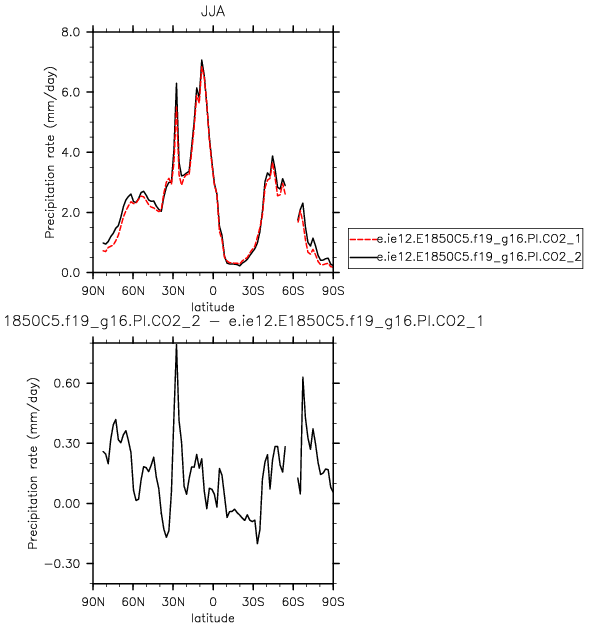 JJA
Precipitation rate (mm/day)
8.0
6.0
4.0
2.0
0.0
90N 60N 30N 0 30S 60S 90S
latitude
e.ie12.E1850C5.f19_g16.PI.CO2_1
e.ie12.E1850C5.f19_g16.PI.CO2_2
1850C5.f19_g16.PI.CO2_2 - e.ie12.E1850C5.f19_g16.PI.CO2_1
Precipitation rate (mm/day)
0.60
0.30
0.00
-0.30
90N 60N 30N 0 30S 60S 90S
latitude